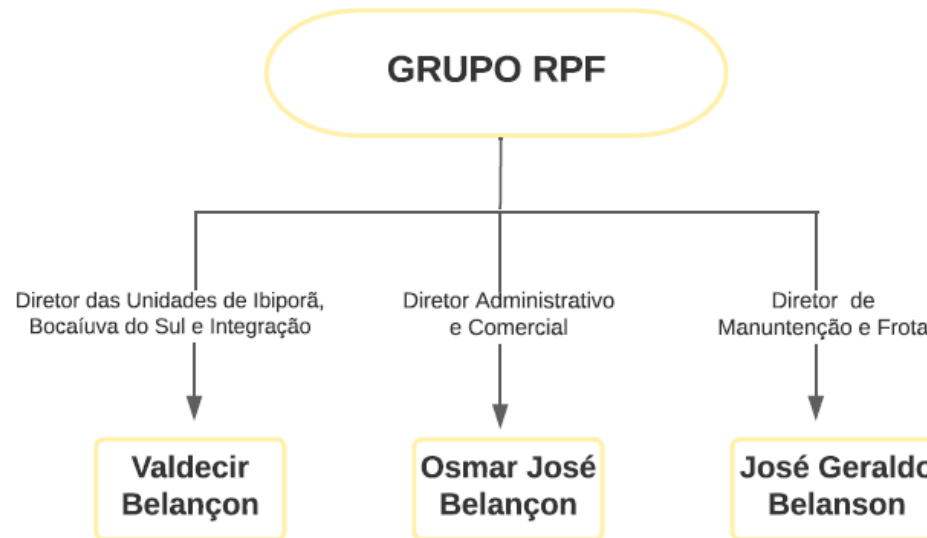 GRUPO RPF
Diretor das Unidades de Ibiporã,
Bocaíuva do Sul e Integração
Diretor Administrativo
e Comercial
Diretor de
Manuntenção e Frota
Valdecir
Belançon
Osmar José
Belançon
José Geraldo
Belanson